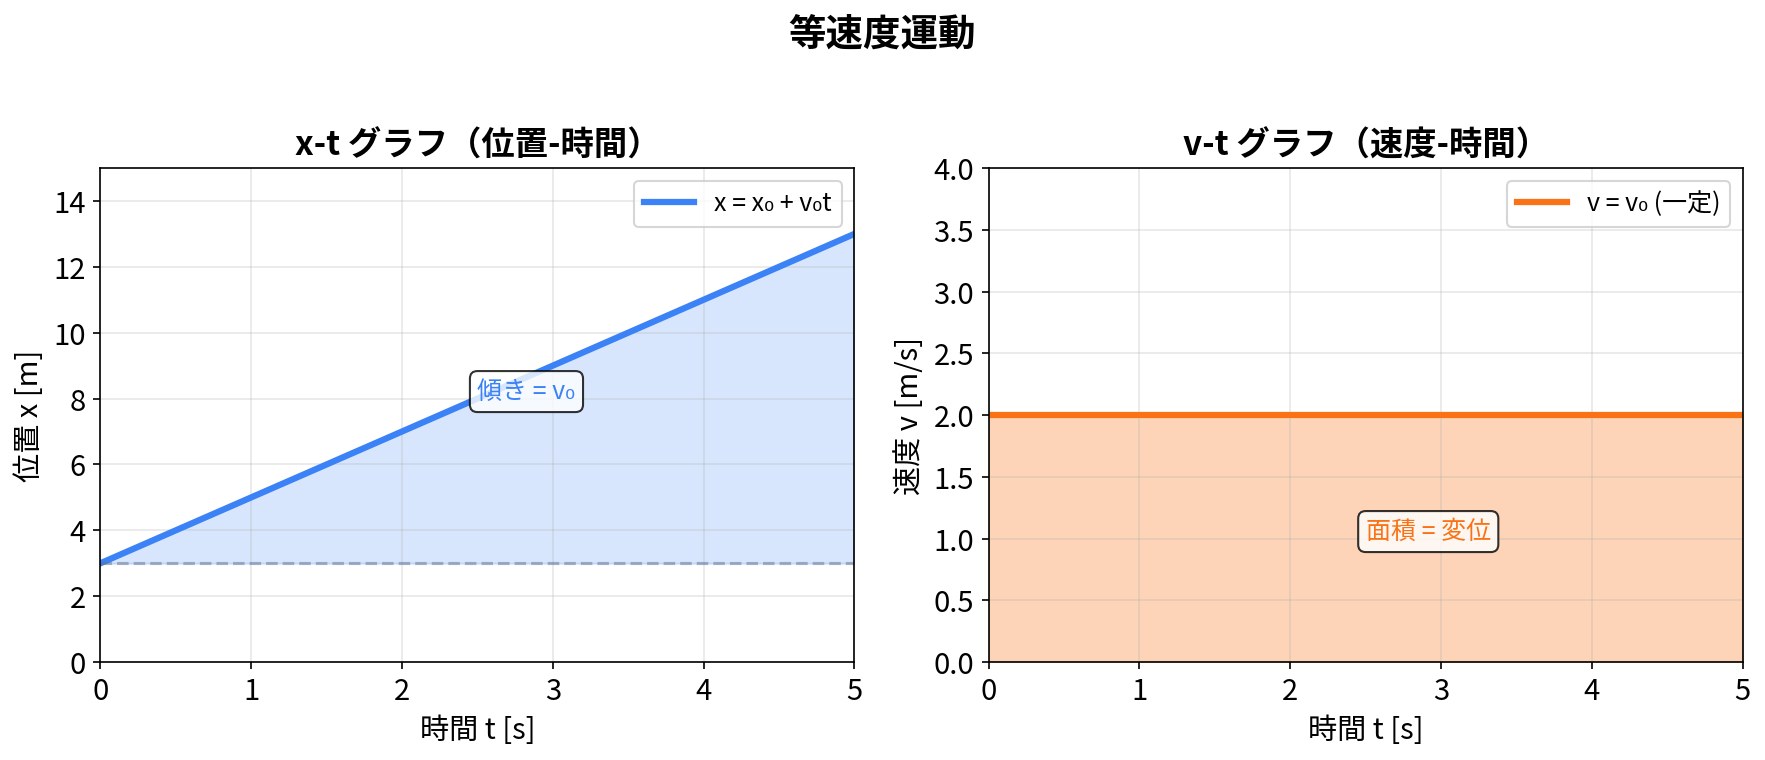 等速度運動
x-t グラフ（位置-時間）
x = x₀ + v₀t
傾き = v₀
位置 x [m]
14
12
10
8
6
4
2
0
0 1 2 3 4 5
時間 t [s]
v-t グラフ（速度-時間）
v = v₀ (一定)
面積 = 変位
速度 v [m/s]
4.0
3.5
3.0
2.5
2.0
1.5
1.0
0.5
0.0
0 1 2 3 4 5
時間 t [s]